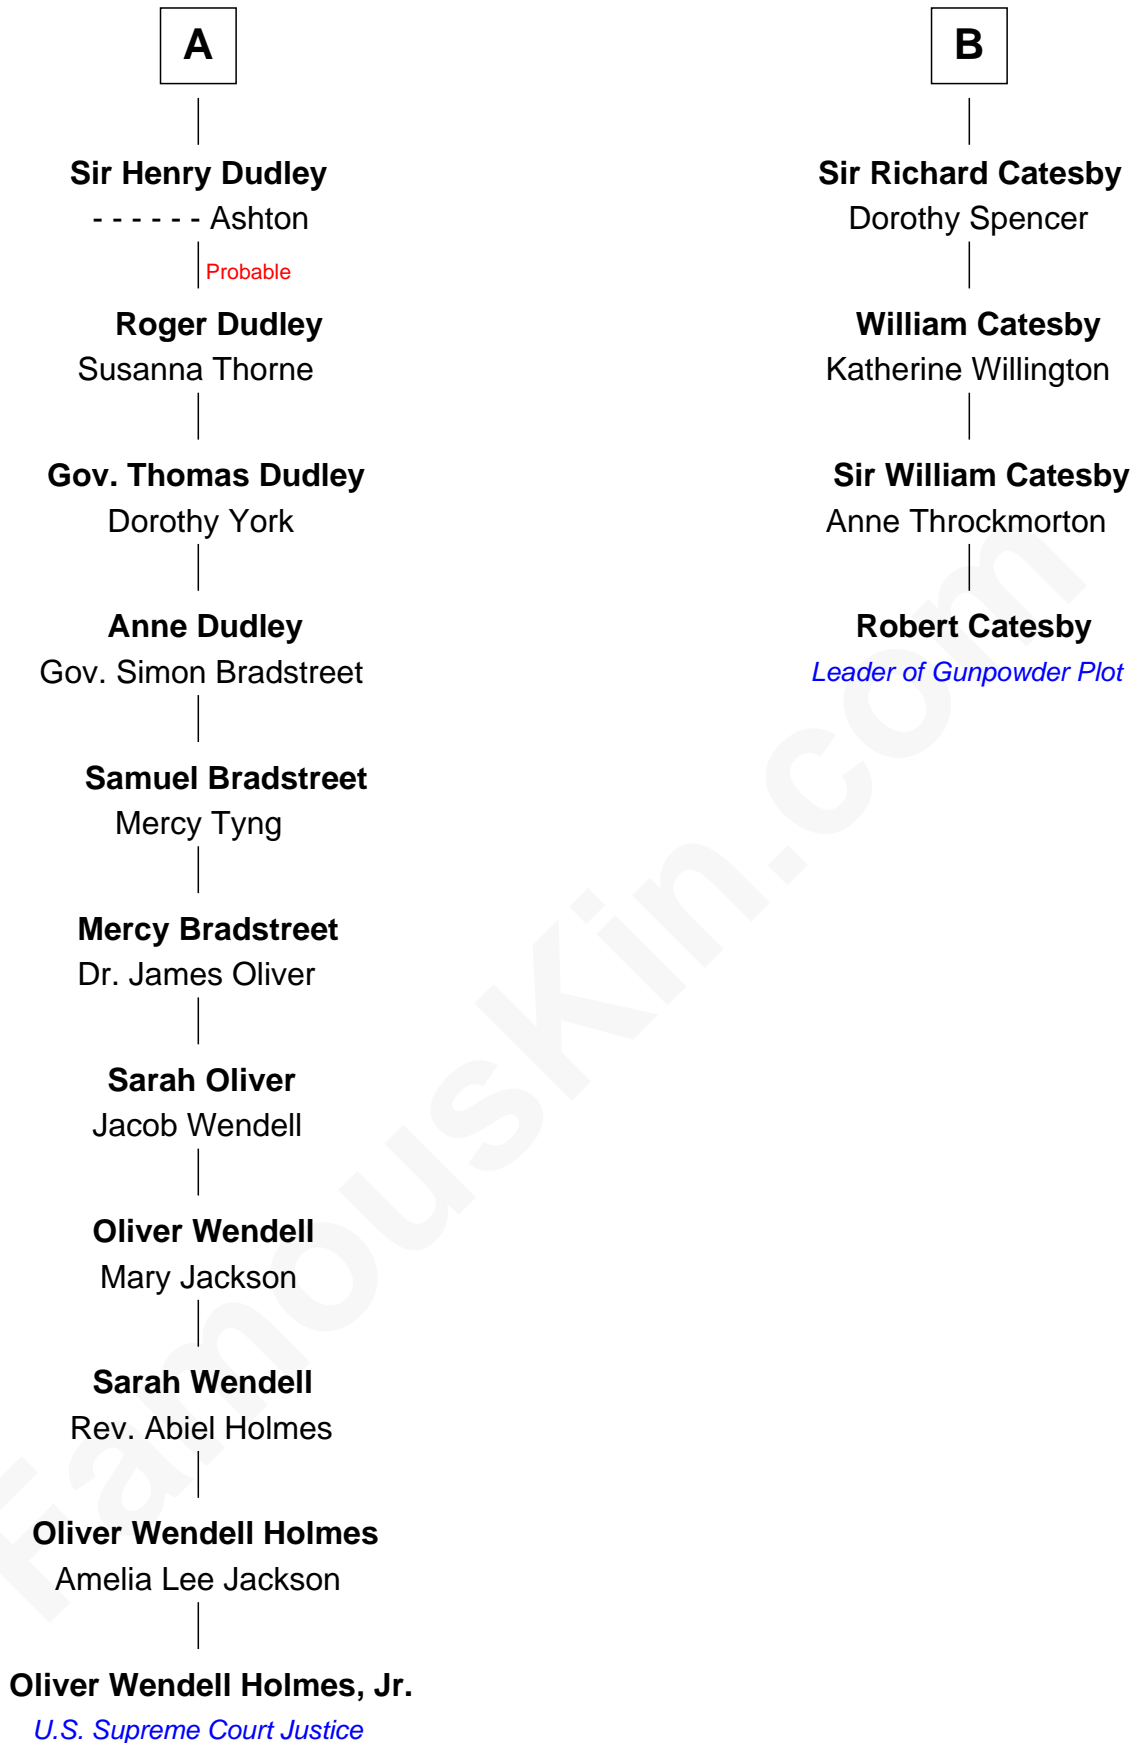 A
Sir Henry Dudley
- - - - - - Ashton
Probable
Roger Dudley
Susanna Thorne
Gov. Thomas Dudley
Dorothy York
Anne Dudley
Gov. Simon Bradstreet
Samuel Bradstreet
Mercy Tyng
Mercy Bradstreet
Dr. James Oliver
Sarah Oliver
Jacob Wendell
Oliver Wendell
Mary Jackson
Sarah Wendell
Rev. Abiel Holmes
Oliver Wendell Holmes
Amelia Lee Jackson
Oliver Wendell Holmes, Jr.
U.S. Supreme Court Justice
B
Sir Richard Catesby
Dorothy Spencer
William Catesby
Katherine Willington
Sir William Catesby
Anne Throckmorton
Robert Catesby
Leader of Gunpowder Plot
FamousKin.com